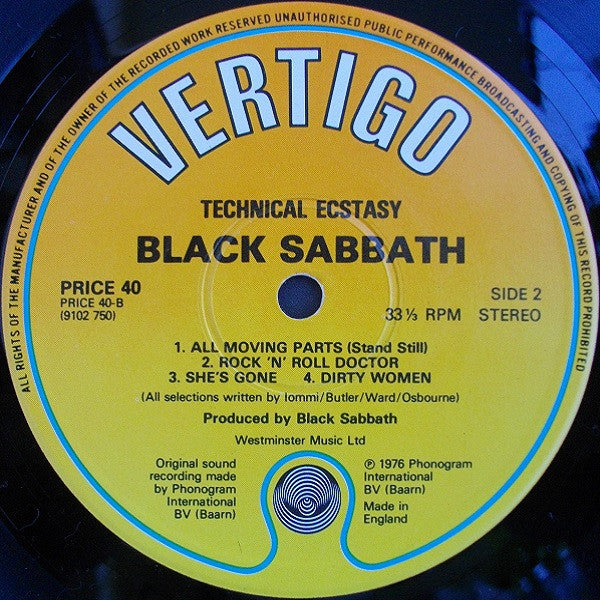 ALL RIGHTS OF THE MANUFACTURER AND OF THE OWNER OF THE RECORDED WORK RESERVED UNAUTHORISED PUBLIC PERFORMANCE BROADCASTING AND COPYING OF THIS RECORD PROHIBITED
VERTIGO
TECHNICAL ECSTASY
BLACK SABBATH
PRICE 40
PRICE 40-B
(9102 750)
33⅓ RPM
SIDE 2
STEREO
1. ALL MOVING PARTS (Stand Still)
2. ROCK 'N' ROLL DOCTOR
3. SHE'S GONE 4. DIRTY WOMEN
(All selections written by Iommi/Butler/Ward/Osbourne)
Produced by Black Sabbath
Westminster Music Ltd
Original sound
recording made
by Phonogram
International
BV (Baarn)
℗ 1976 Phonogram
International
BV (Baarn)
Made in
England